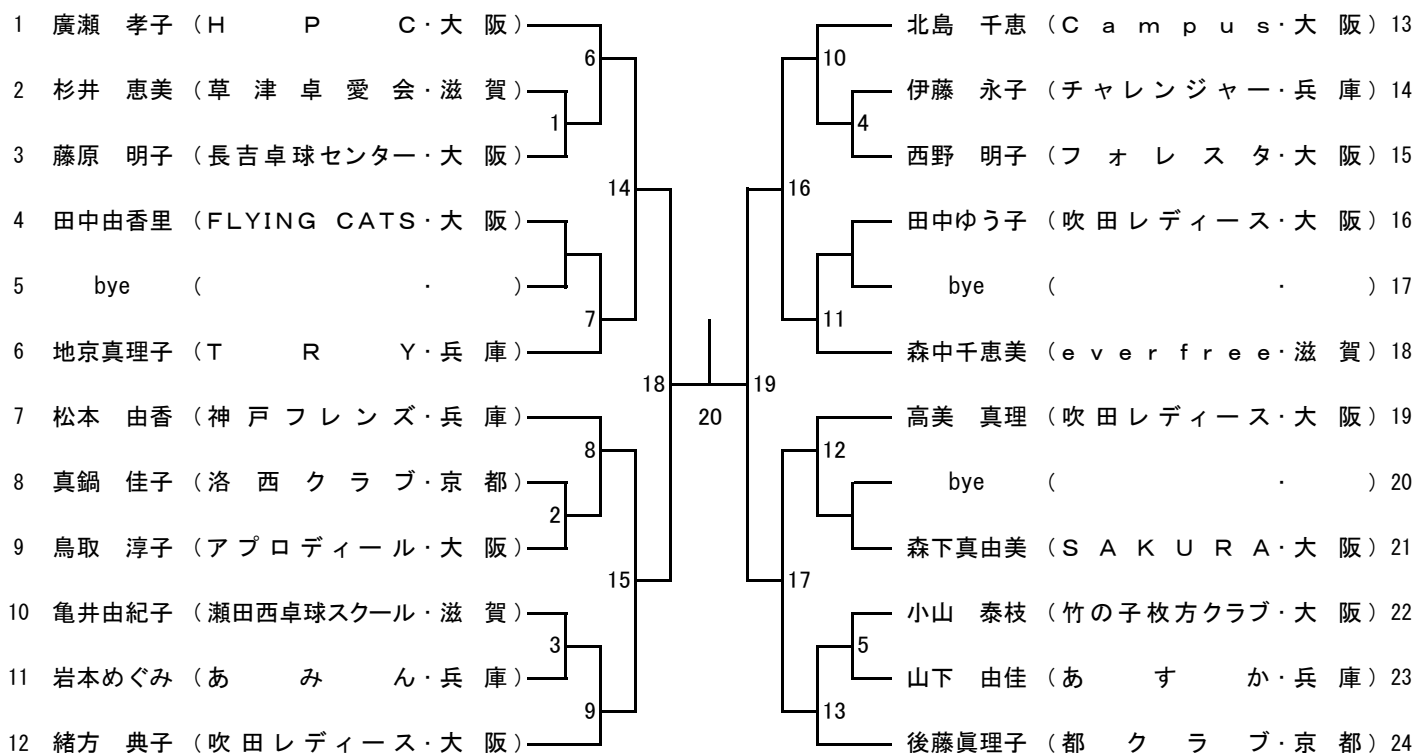 1 廣瀬 孝子 (H P C・大 阪)
6
2 杉井 恵美 (草 津 卓 愛 会・滋 賀)
1
3 藤原 明子 (長吉卓球センター・大 阪)
14
4 田中由香里 (FLYING CATS・大 阪)
5 bye ( ・ )
7
6 地京真理子 (T R Y・兵 庫)
18
7 松本 由香 (神 戸 フ レ ン ズ・兵 庫)
8
8 真鍋 佳子 (洛 西 ク ラ ブ・京 都)
2
9 鳥取 淳子 (ア プ ロ デ ィ ー ル・大 阪)
15
10 亀井由紀子 (瀬田西卓球スクール・滋 賀)
3
11 岩本めぐみ (あ み ん・兵 庫)
9
12 緒方 典子 (吹 田 レ デ ィ ー ス・大 阪)
20
北島 千恵 (C a m p u s・大 阪) 13
10
伊藤 永子 (チ ャ レ ン ジ ャ ー・兵 庫) 14
4
西野 明子 (フ ォ レ ス タ・大 阪) 15
16
田中ゆう子 (吹 田 レ デ ィ ー ス・大 阪) 16
bye ( ・ ) 17
11
森中千恵美 (e v e r f r e e・滋 賀) 18
19
高美 真理 (吹 田 レ デ ィ ー ス・大 阪) 19
12
bye ( ・ ) 20
森下真由美 (S A K U R A・大 阪) 21
17
小山 泰枝 (竹の子枚方クラブ・大 阪) 22
5
山下 由佳 (あ す か・兵 庫) 23
13
後藤眞理子 (都 ク ラ ブ・京 都) 24